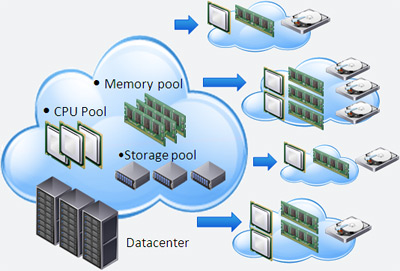 • Memory pool
• CPU Pool
•Storage pool
Datacenter